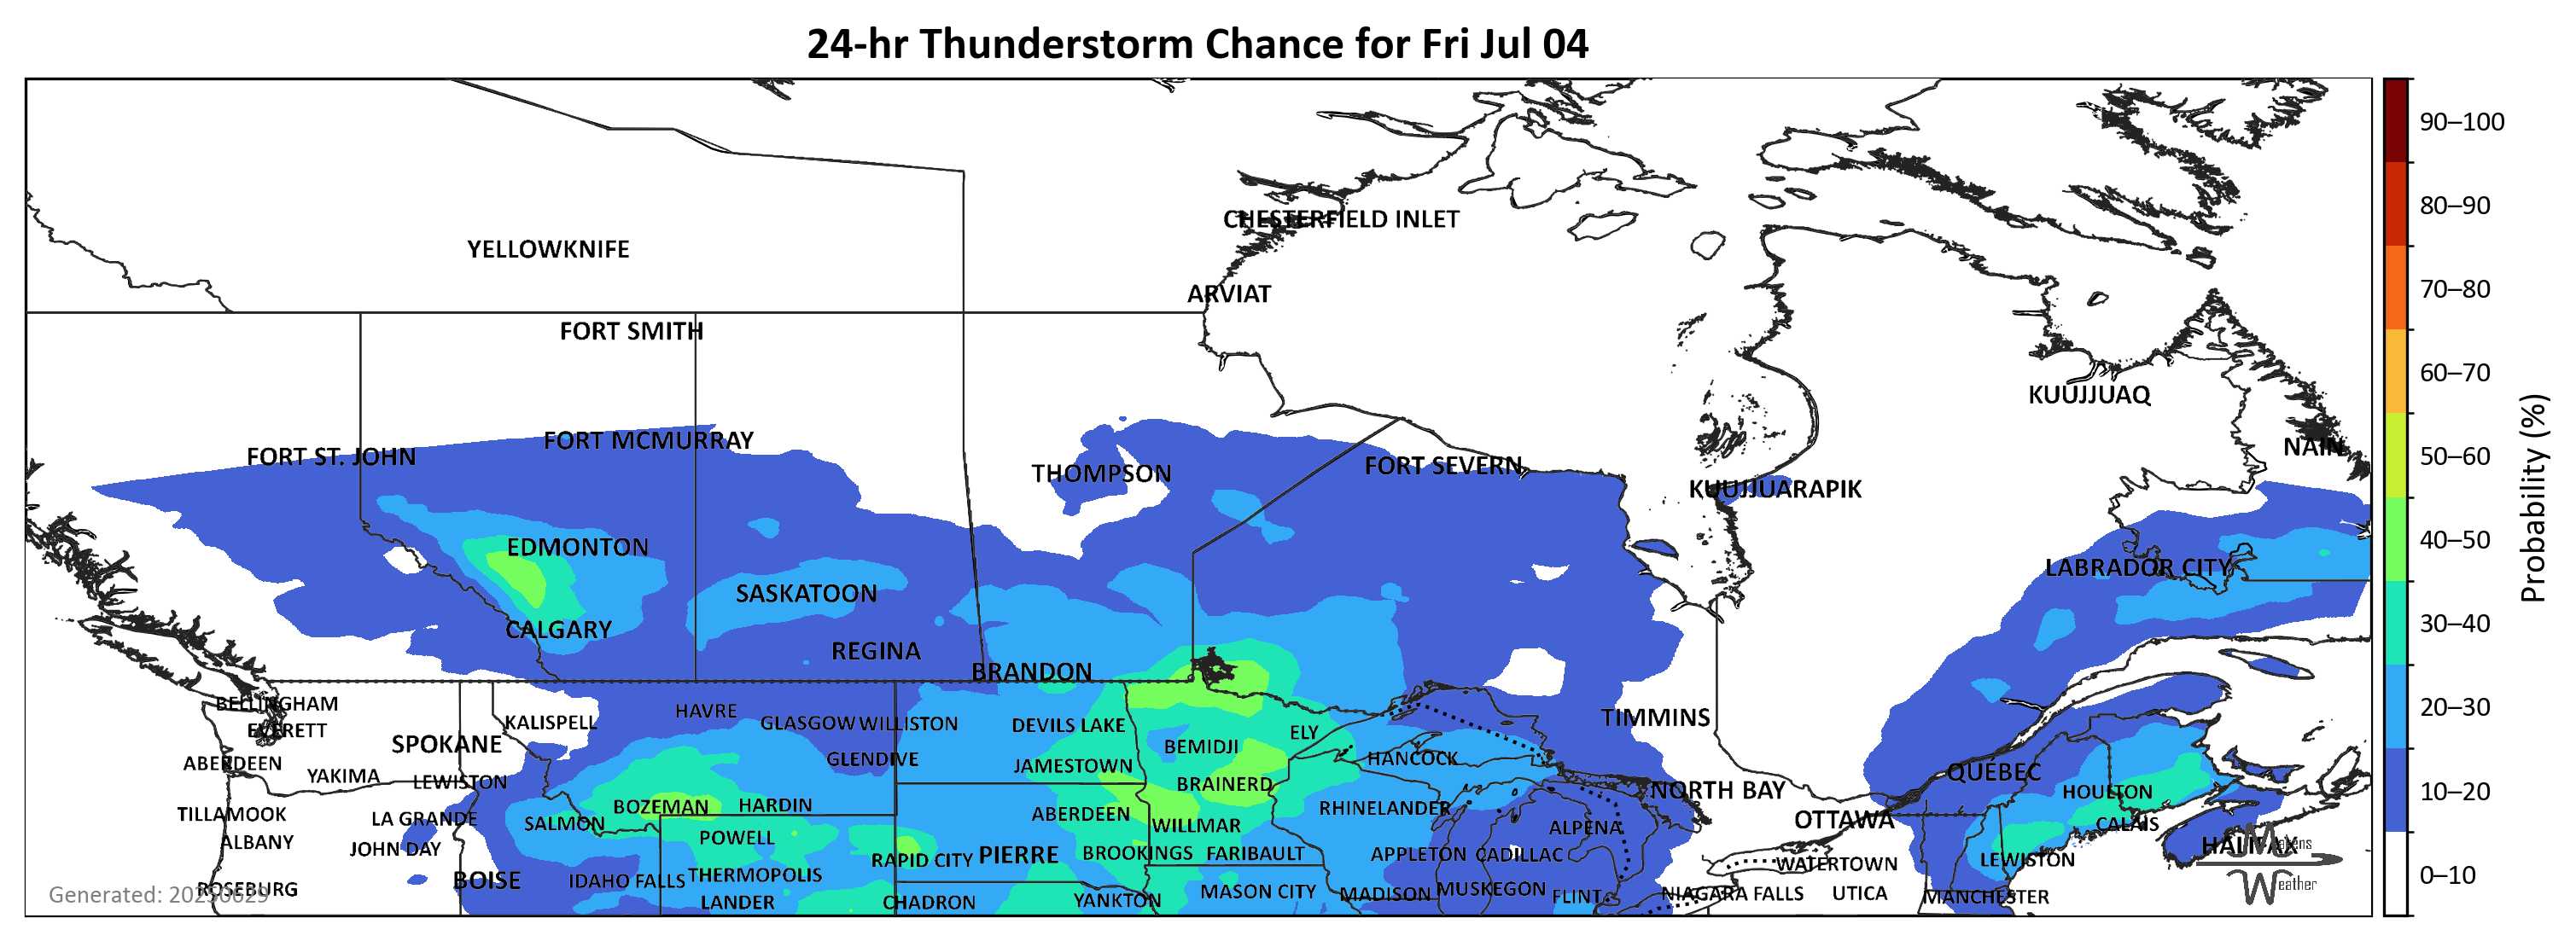 24-hr Thunderstorm Chance for Fri Jul 04
90–100
80–90
CHESTERFIELD INLET
YELLOWKNIFE
70–80
ARVIAT
FORT SMITH
60–70
KUUJJUAQ
50–60
FORT MCMURRAY
NAIN
FORT ST. JOHN
FORT SEVERN
THOMPSON
KUUJJUARAPIK
Probability (%)
40–50
EDMONTON
LABRADOR CITY
SASKATOON
30–40
CALGARY
REGINA
BRANDON
BELLINGHAM
20–30
HAVRE
TIMMINS
KALISPELL
GLASGOW WILLISTON
DEVILS LAKE
EVERETT
ELY
SPOKANE
BEMIDJI
ABERDEEN
GLENDIVE
HANCOCK
JAMESTOWN
QUÉBEC
YAKIMA
LEWISTON
BRAINERD
NORTH BAY
10–20
HOULTON
BOZEMAN
HARDIN
RHINELANDER
TILLAMOOK
LA GRANDE
SALMON
ABERDEEN
WILLMAR
OTTAWA
CALAIS
ALPENA
POWELL
ALBANY
HALIFAX
Makens
JOHN DAY
RAPID CITY
PIERRE
BROOKINGS
FARIBAULT
APPLETON
CADILLAC
LEWISTON
WATERTOWN
0–10
BOISE
IDAHO FALLS
THERMOPOLIS
Weather
ROSEBURG
Generated: 20250629
MASON CITY
MADISON
MUSKEGON
FLINT
NIAGARA FALLS
UTICA
MANCHESTER
LANDER
CHADRON
YANKTON